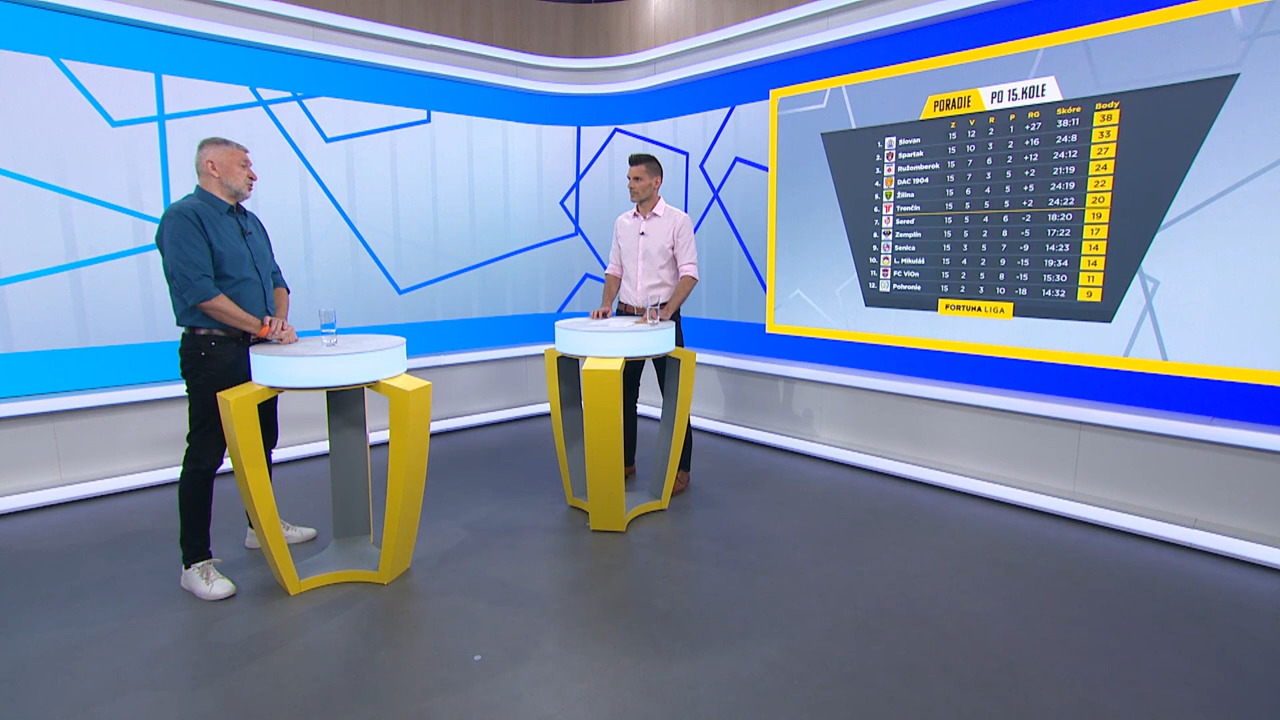 PORADIE PO 15.KOLE
Z V R P RG Skóre Body
1. Slovan 15 12 2 1 +27 38:11 38
2. Spartak 15 10 3 2 +16 24:8 33
3. Ružomberok 15 7 6 2 +12 24:12 27
4. DAC 1904 15 7 3 5 +2 21:19 24
5. Žilina 15 6 4 5 +5 24:19 22
6. Trenčín 15 5 5 5 +2 24:22 20
7. Sereď 15 5 4 6 -2 18:20 19
8. Zemplín 15 5 2 8 -5 17:22 17
9. Senica 15 3 5 7 -9 14:23 14
10. L. Mikuláš 15 4 2 9 -15 19:34 14
11. FC ViOn 15 2 5 8 -15 15:30 11
12. Pohronie 15 2 3 10 -18 14:32 9
FORTUNA LIGA